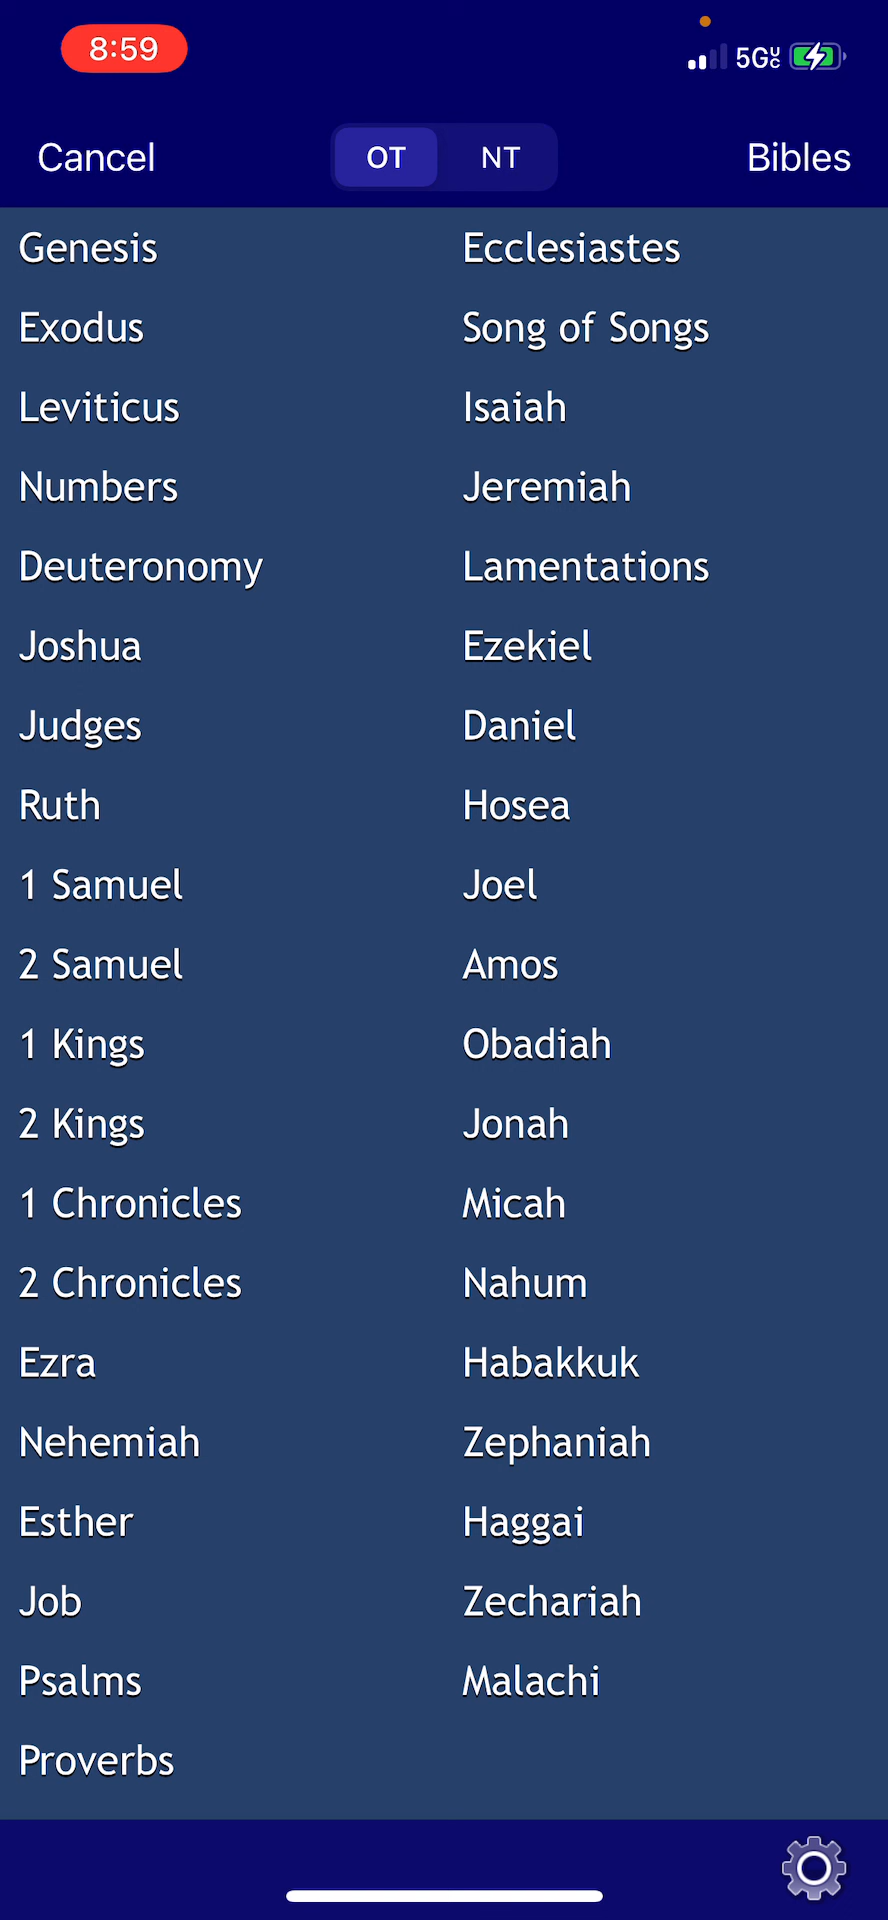 8:59
5GUC
Cancel
OT
NT
Bibles
Genesis
Exodus
Leviticus
Numbers
Deuteronomy
Joshua
Judges
Ruth
1 Samuel
2 Samuel
1 Kings
2 Kings
1 Chronicles
2 Chronicles
Ezra
Nehemiah
Esther
Job
Psalms
Proverbs
Ecclesiastes
Song of Songs
Isaiah
Jeremiah
Lamentations
Ezekiel
Daniel
Hosea
Joel
Amos
Obadiah
Jonah
Micah
Nahum
Habakkuk
Zephaniah
Haggai
Zechariah
Malachi